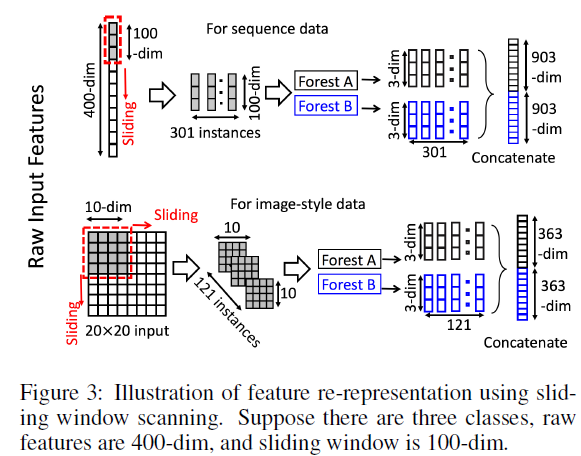 Raw Input Features
For sequence data
400-dim
100
-dim
Sliding
301 instances
100-dim
Forest A
Forest B
3-dim
3-dim
301
903
-dim
903
-dim
Concatenate
For image-style data
10-dim
Sliding
Sliding
20×20 input
10
10
121 instances
Forest A
Forest B
3-dim
3-dim
121
363
-dim
363
-dim
Concatenate
Figure 3: Illustration of feature re-representation using slid-
ing window scanning. Suppose there are three classes, raw
features are 400-dim, and sliding window is 100-dim.